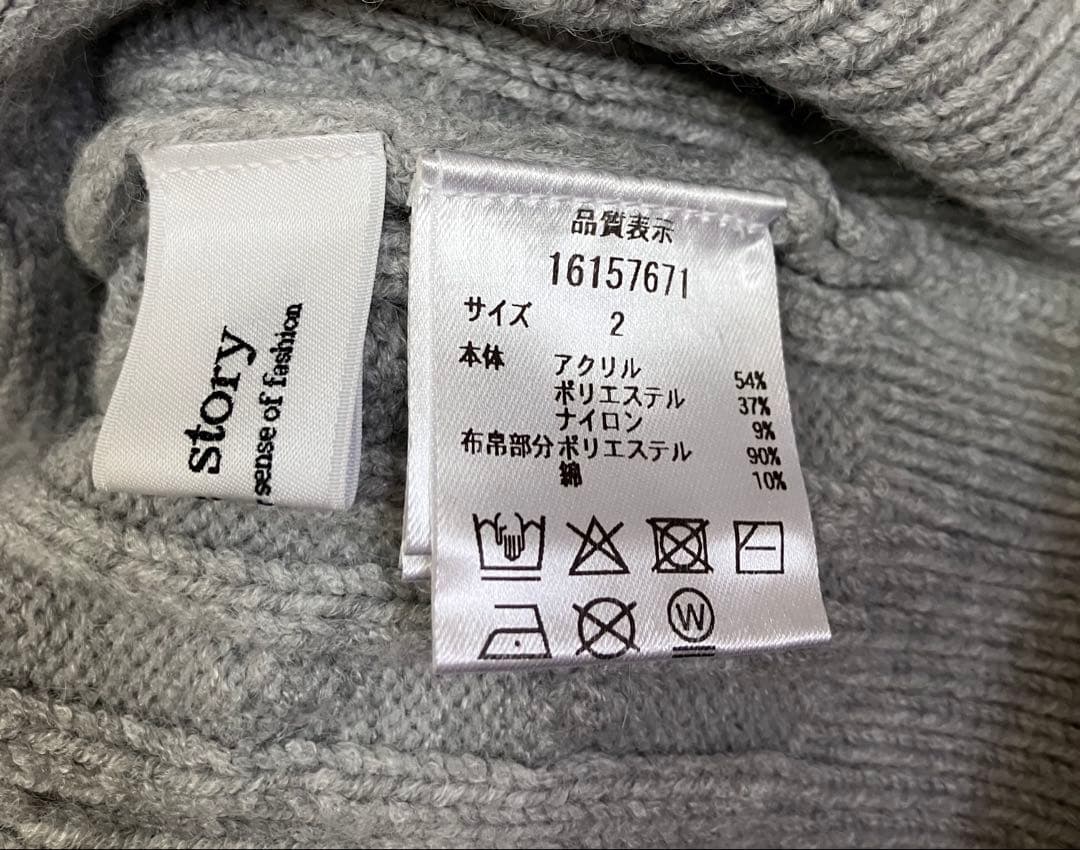 story
sense of fashion
品質表示
16157671
サイズ 2
本体 アクリル 54%
ポリエステル 37%
ナイロン 9%
布帛部分 ポリエステル 90%
綿 10%
W